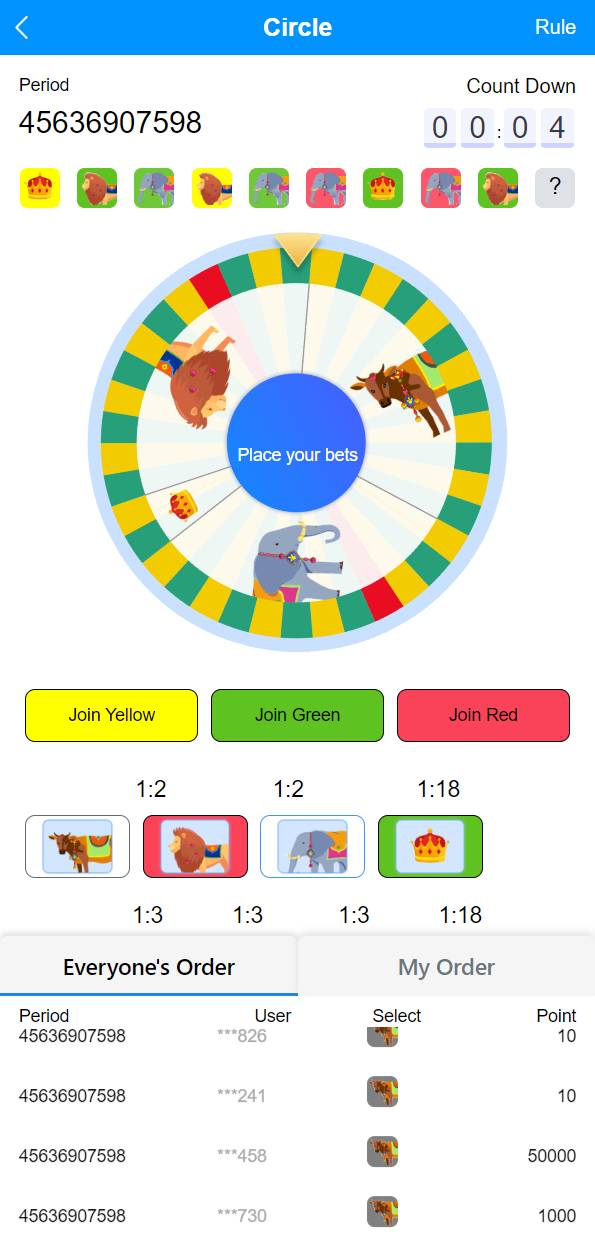 Circle
Rule
Period
Count Down
45636907598
0 0 : 0 4
?
Place your bets
Join Yellow
Join Green
Join Red
1:2 1:2 1:18
1:3 1:3 1:3 1:18
Everyone's Order
My Order
Period User Select Point
45636907598 ***826 10
45636907598 ***241 10
45636907598 ***458 50000
45636907598 ***730 1000